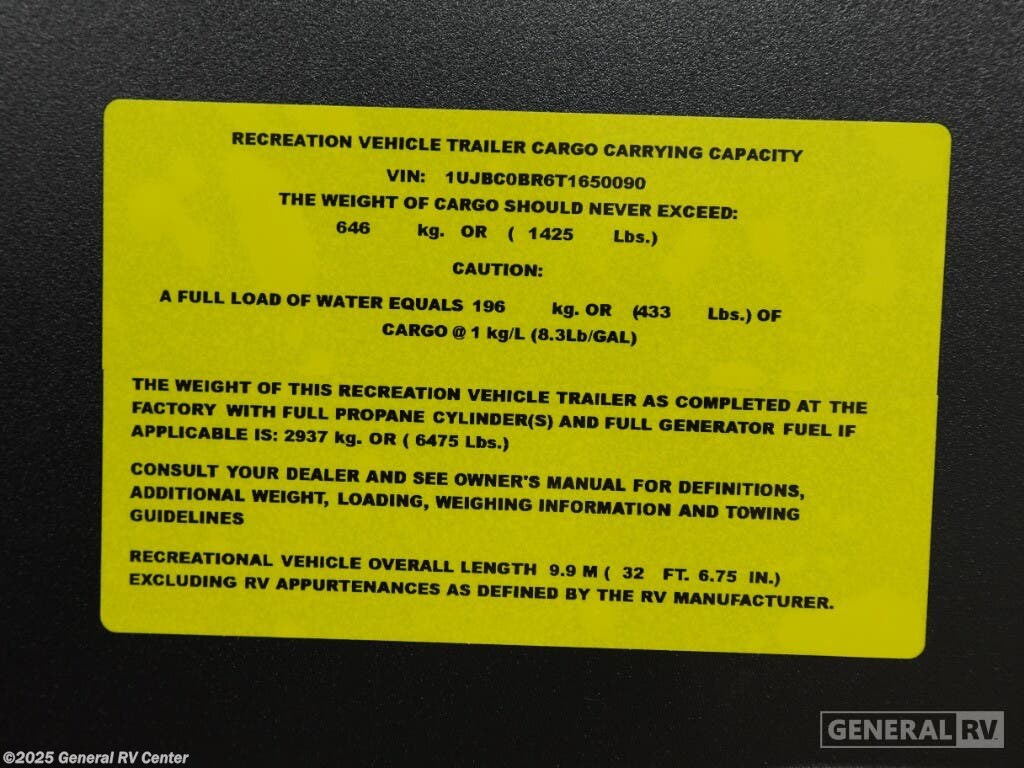 RECREATION VEHICLE TRAILER CARGO CARRYING CAPACITY
VIN: 1UJBC0BR6T1650090
THE WEIGHT OF CARGO SHOULD NEVER EXCEED:
646 kg. OR ( 1425 Lbs.)
CAUTION:
A FULL LOAD OF WATER EQUALS 196 kg. OR (433 Lbs.) OF
CARGO @ 1 kg/L (8.3Lb/GAL)
THE WEIGHT OF THIS RECREATION VEHICLE TRAILER AS COMPLETED AT THE
FACTORY WITH FULL PROPANE CYLINDER(S) AND FULL GENERATOR FUEL IF
APPLICABLE IS: 2937 kg. OR ( 6475 Lbs.)
CONSULT YOUR DEALER AND SEE OWNER'S MANUAL FOR DEFINITIONS,
ADDITIONAL WEIGHT, LOADING, WEIGHING INFORMATION AND TOWING
GUIDELINES
RECREATIONAL VEHICLE OVERALL LENGTH 9.9 M ( 32 FT. 6.75 IN.)
EXCLUDING RV APPURTENANCES AS DEFINED BY THE RV MANUFACTURER.
GENERAL RV
©2025 General RV Center